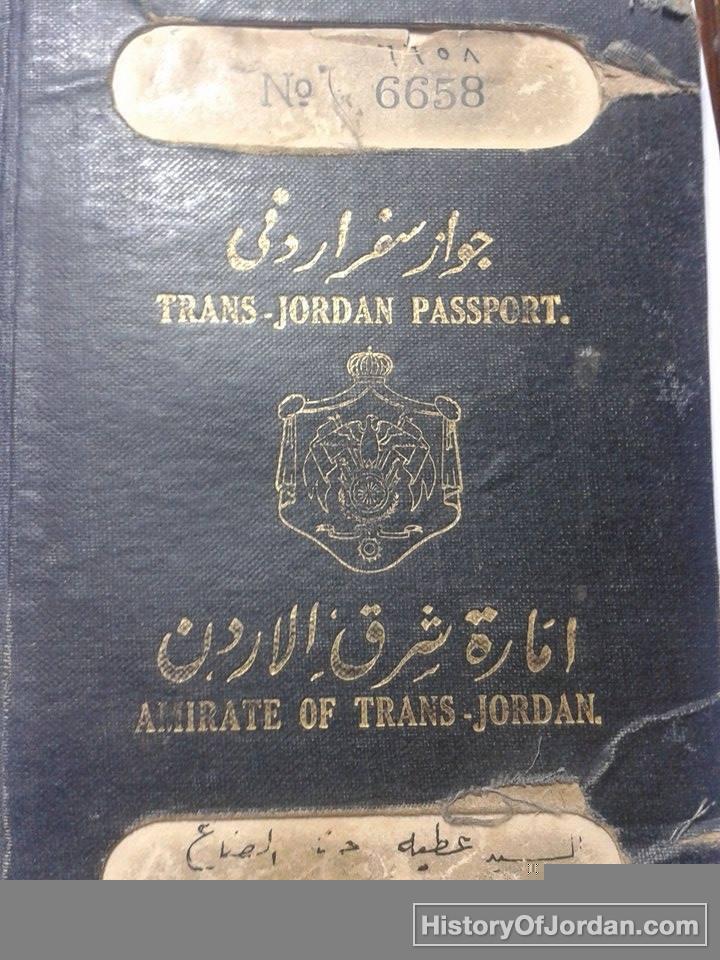 No 6658
جواز سفر اردني
TRANS-JORDAN PASSPORT.
امارة شرق الاردن
AMIRATE OF TRANS-JORDAN.
السيد عطيه
HistoryOfJordan.com